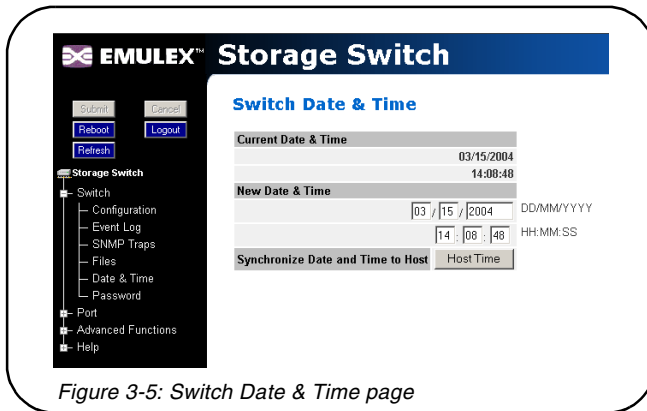 EMULEX™ Storage Switch
Submit Cancel
Reboot Logout
Refresh
Storage Switch
Switch
Configuration
Event Log
SNMP Traps
Files
Date & Time
Password
Port
Advanced Functions
Help
Switch Date & Time
Current Date & Time
03/15/2004
14:08:48
New Date & Time
03 / 15 / 2004 DD/MM/YYYY
14 : 08 : 48 HH:MM:SS
Synchronize Date and Time to Host Host Time
Figure 3-5: Switch Date & Time page